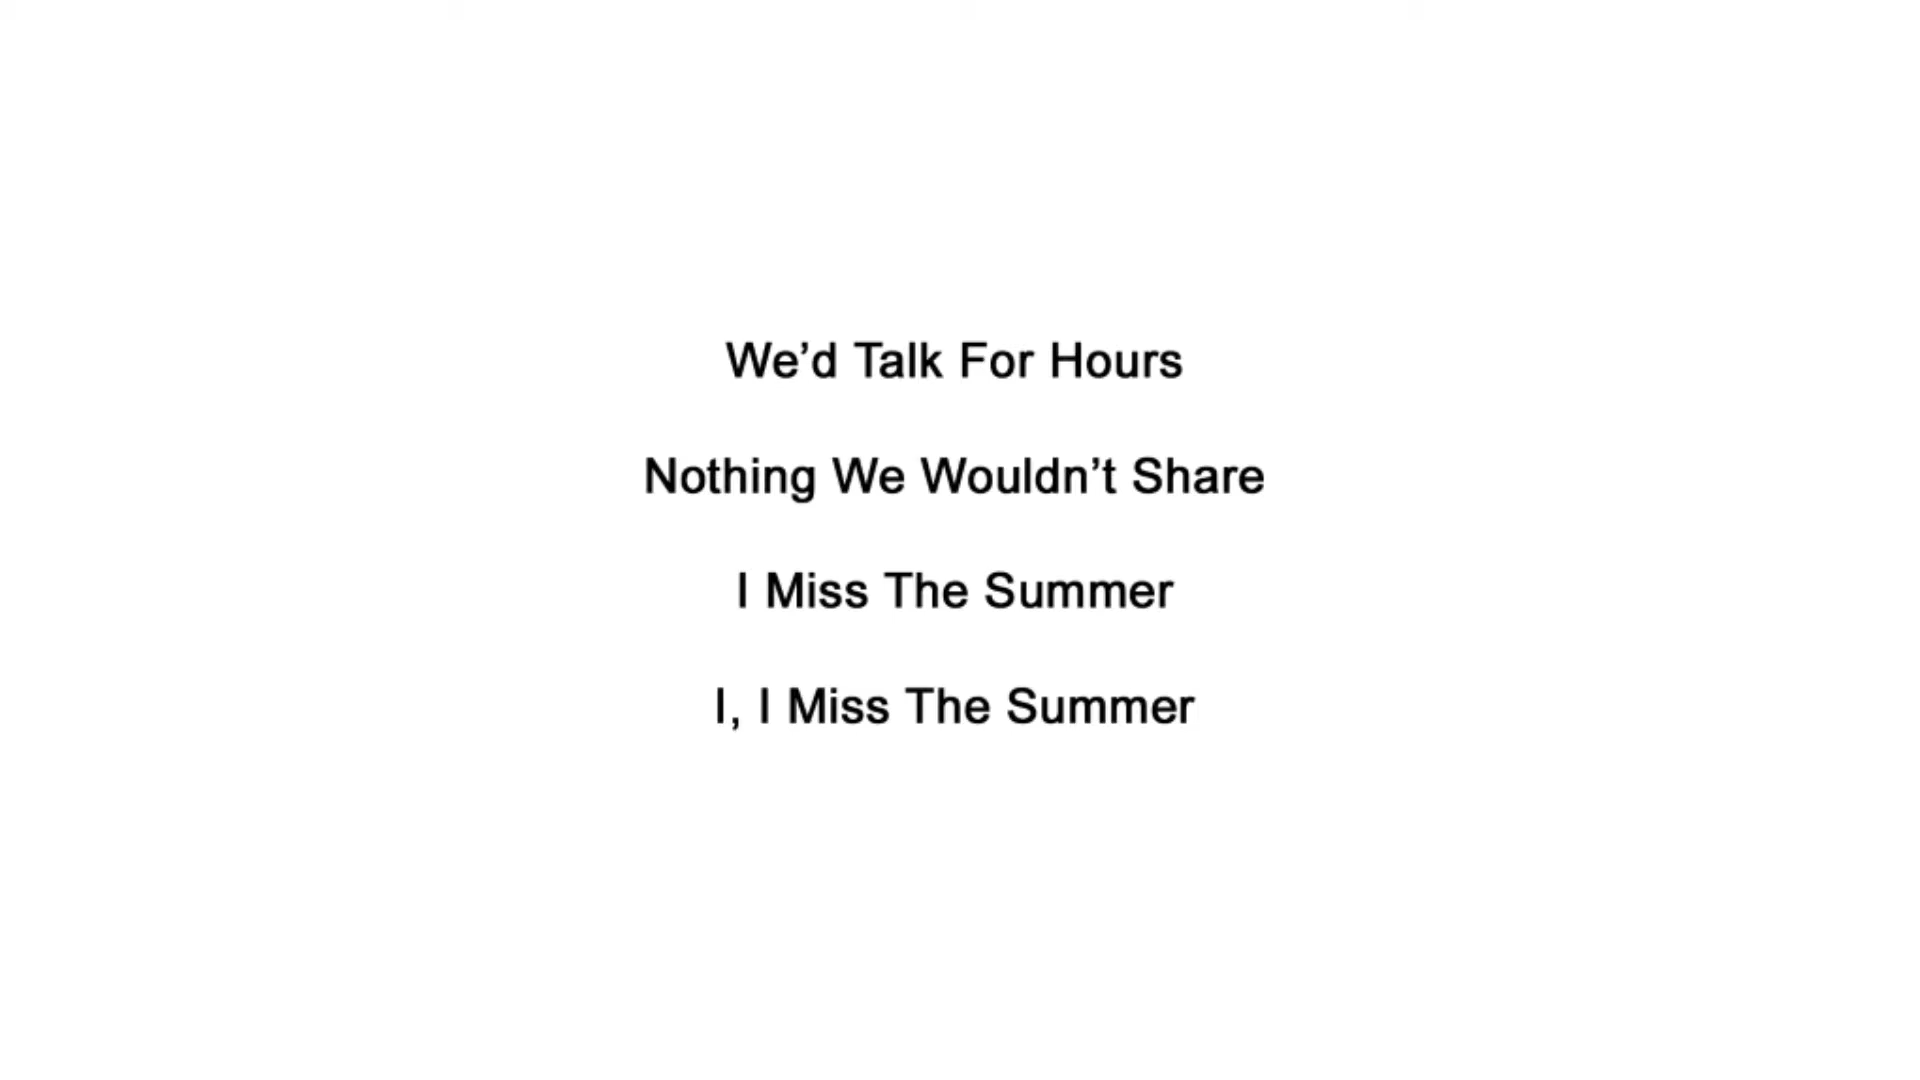 We’d Talk For Hours
Nothing We Wouldn’t Share
I Miss The Summer
I, I Miss The Summer